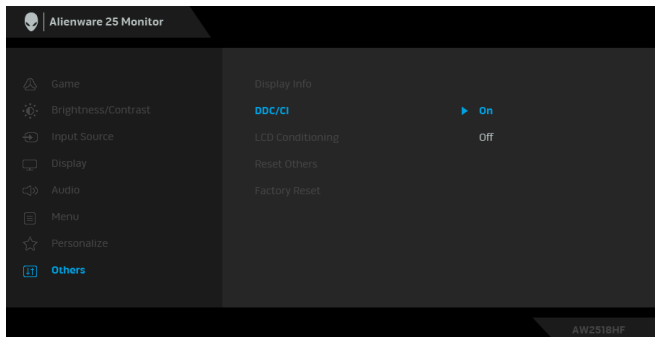 Alienware 25 Monitor
Game
Brightness/Contrast
Input Source
Display
Audio
Menu
Personalize
Others
Display Info
DDC/CI
On
LCD Conditioning
Off
Reset Others
Factory Reset
AW2518HF